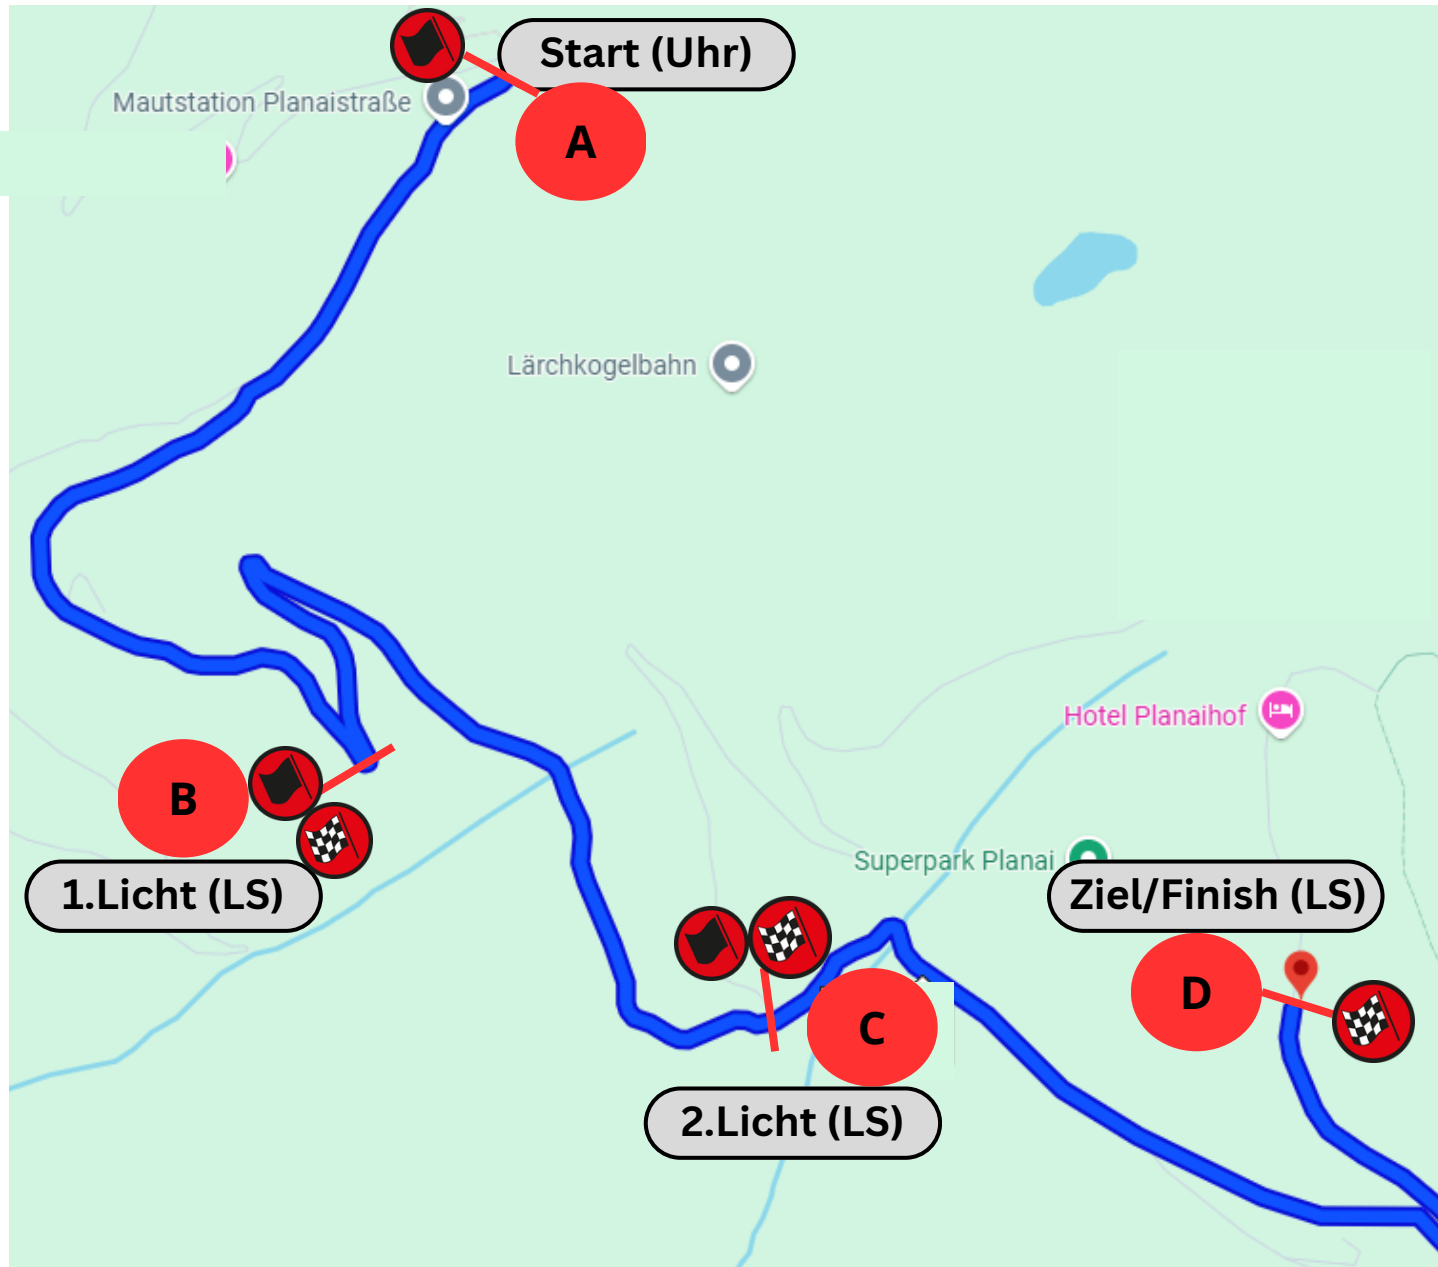 Start (Uhr)
Mautstation Planaistraße
A
Lärchkogelbahn
Hotel Planaihof
B
1.Licht (LS)
Superpark Planai
Ziel/Finish (LS)
D
C
2.Licht (LS)